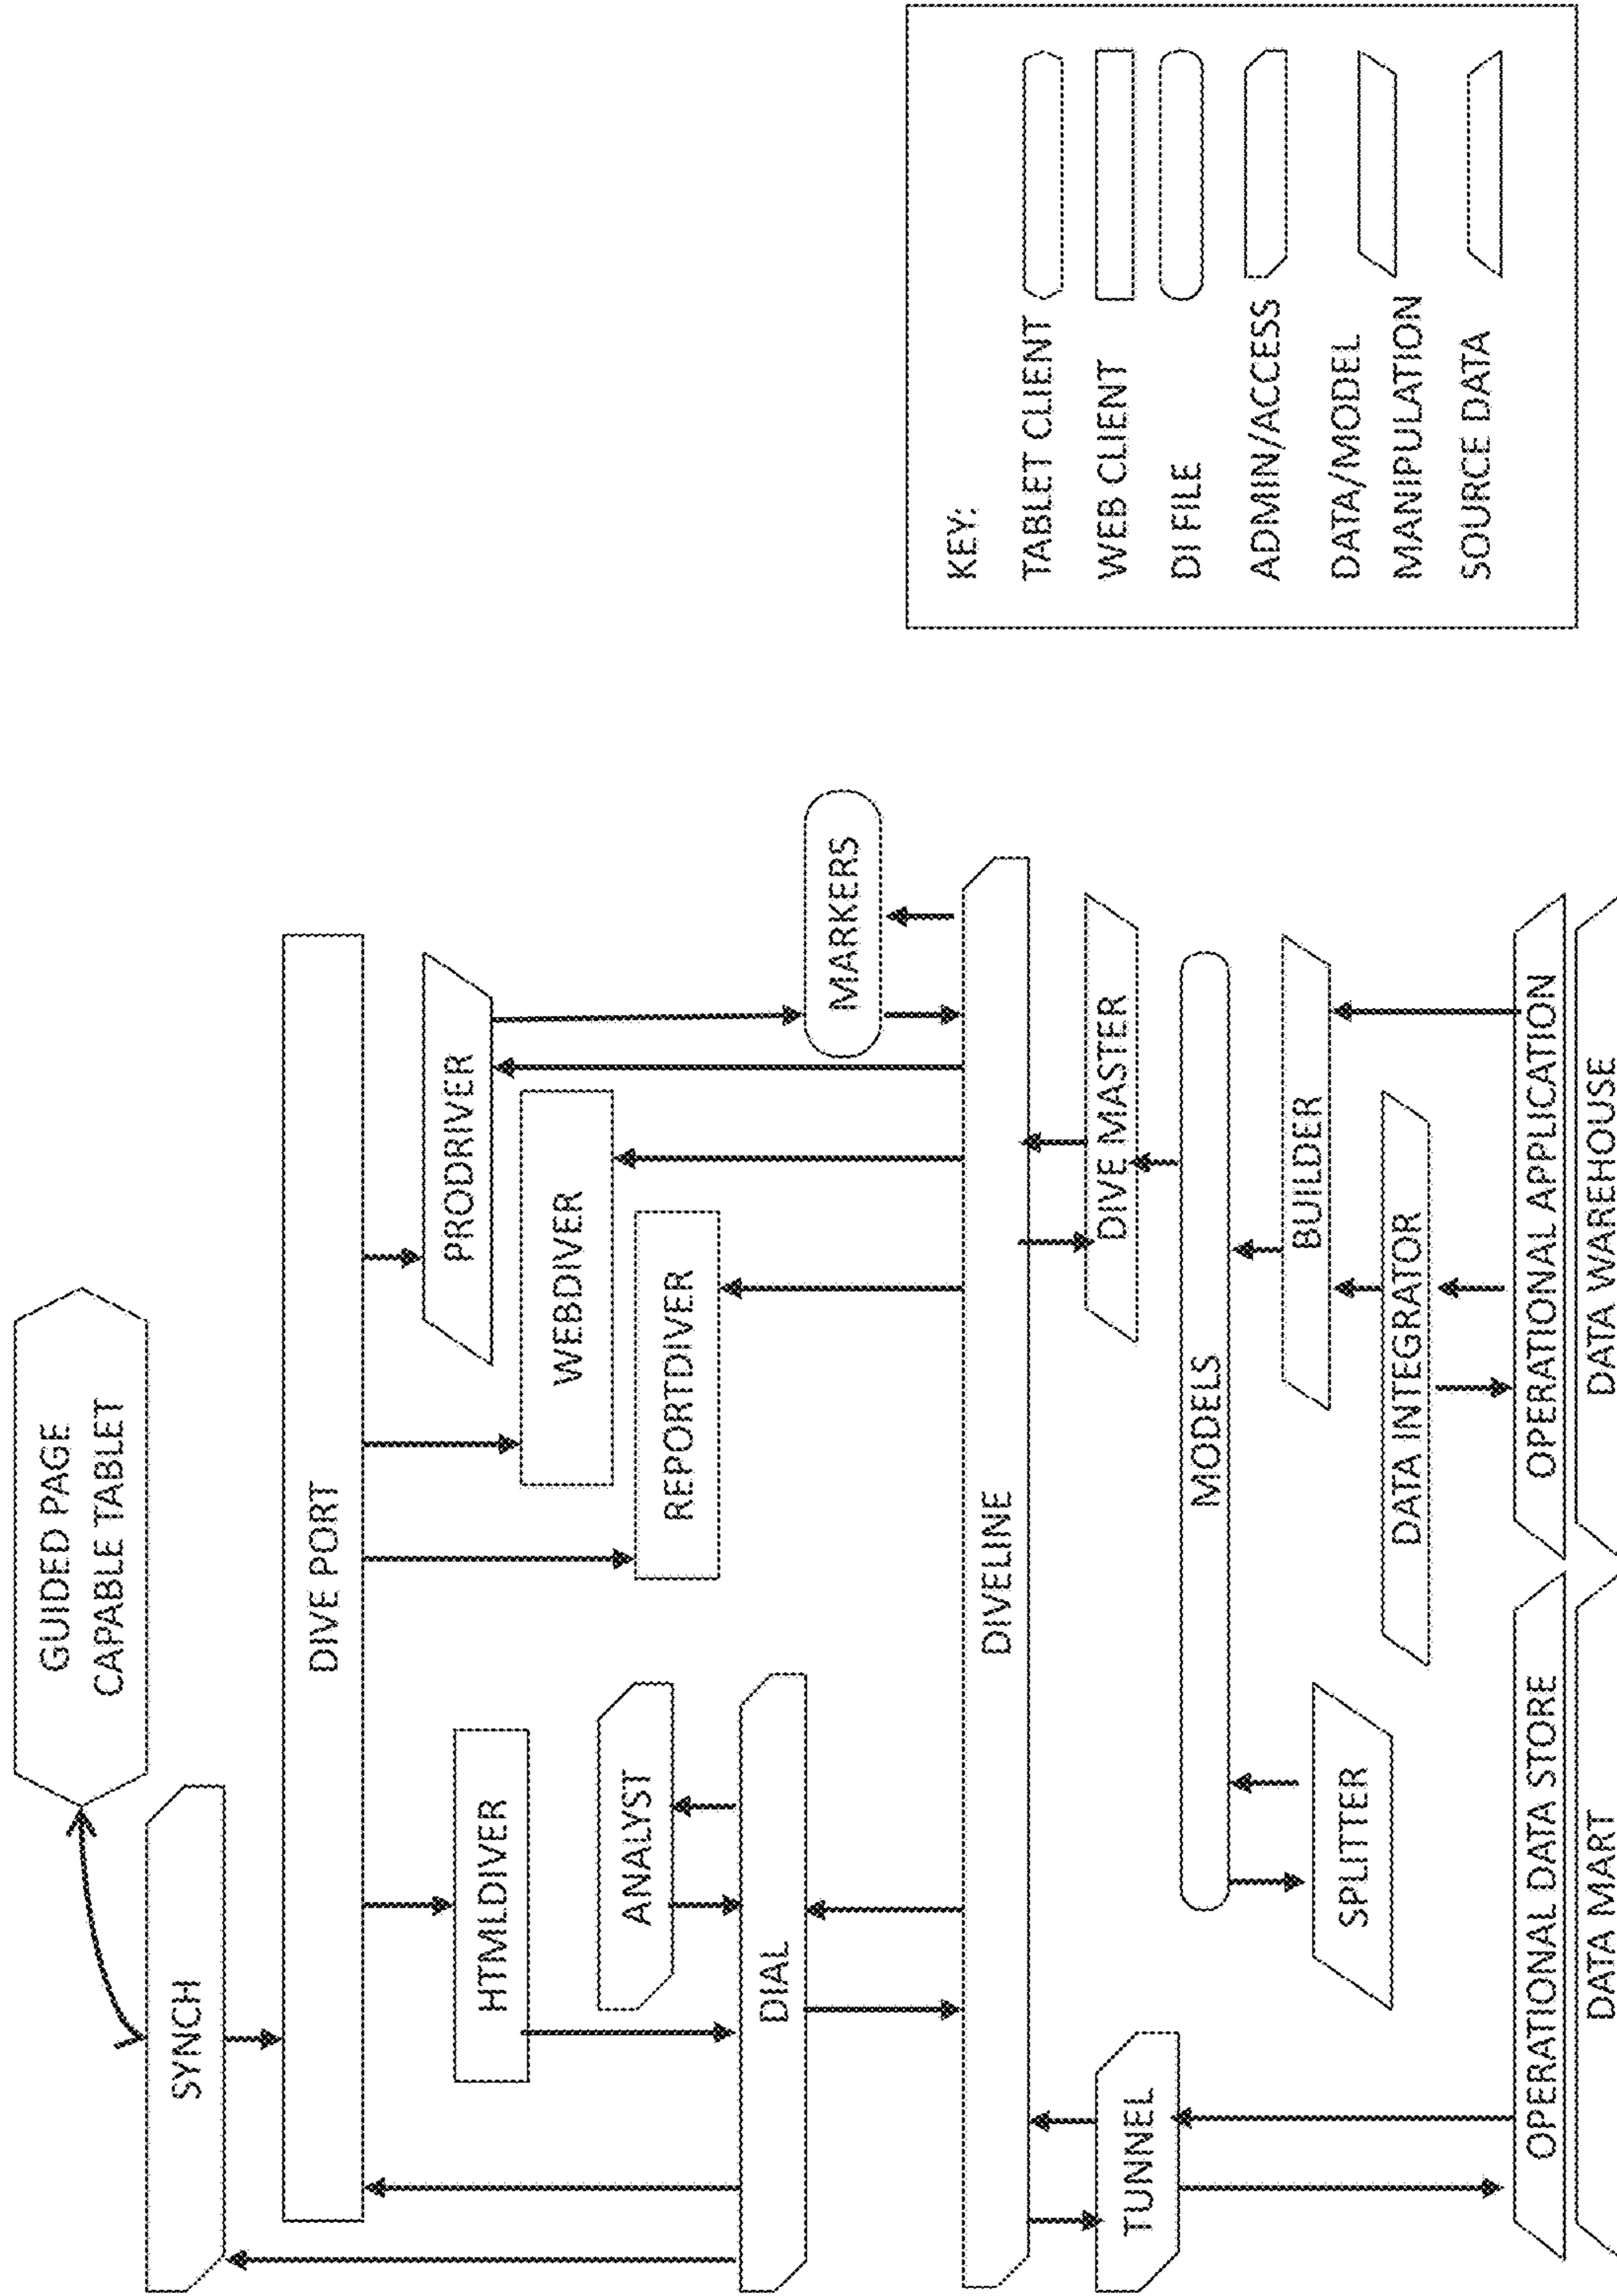 GUIDED PAGE
CAPABLE TABLET
SYNCH
DIVE PORT
PRODRIVER
HTMLDIVER
WEBDIVER
ANALYST
REPORTDIVER
DIAL
MARKERS
DIVELINE
TUNNEL
DIVE MASTER
MODELS
SPLITTER
BUILDER
DATA INTEGRATOR
OPERATIONAL DATA STORE
OPERATIONAL APPLICATION
DATA MART
DATA WAREHOUSE
KEY:
TABLET CLIENT
WEB CLIENT
DI FILE
ADMIN/ACCESS
DATA/MODEL
MANIPULATION
SOURCE DATA